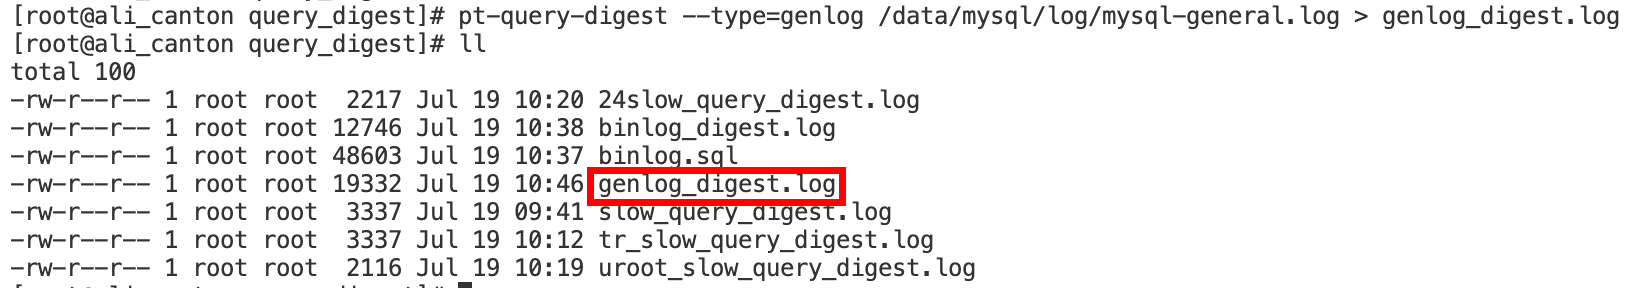 [root@ali_canton query_digest]# pt-query-digest --type=genlog /data/mysql/log/mysql-general.log > genlog_digest.log
[root@ali_canton query_digest]# ll
total 100
-rw-r--r-- 1 root root  2217 Jul 19 10:20 24slow_query_digest.log
-rw-r--r-- 1 root root 12746 Jul 19 10:38 binlog_digest.log
-rw-r--r-- 1 root root 48603 Jul 19 10:37 binlog.sql
-rw-r--r-- 1 root root 19332 Jul 19 10:46 genlog_digest.log
-rw-r--r-- 1 root root  3337 Jul 19 09:41 slow_query_digest.log
-rw-r--r-- 1 root root  3337 Jul 19 10:12 tr_slow_query_digest.log
-rw-r--r-- 1 root root  2116 Jul 19 10:19 uroot_slow_query_digest.log